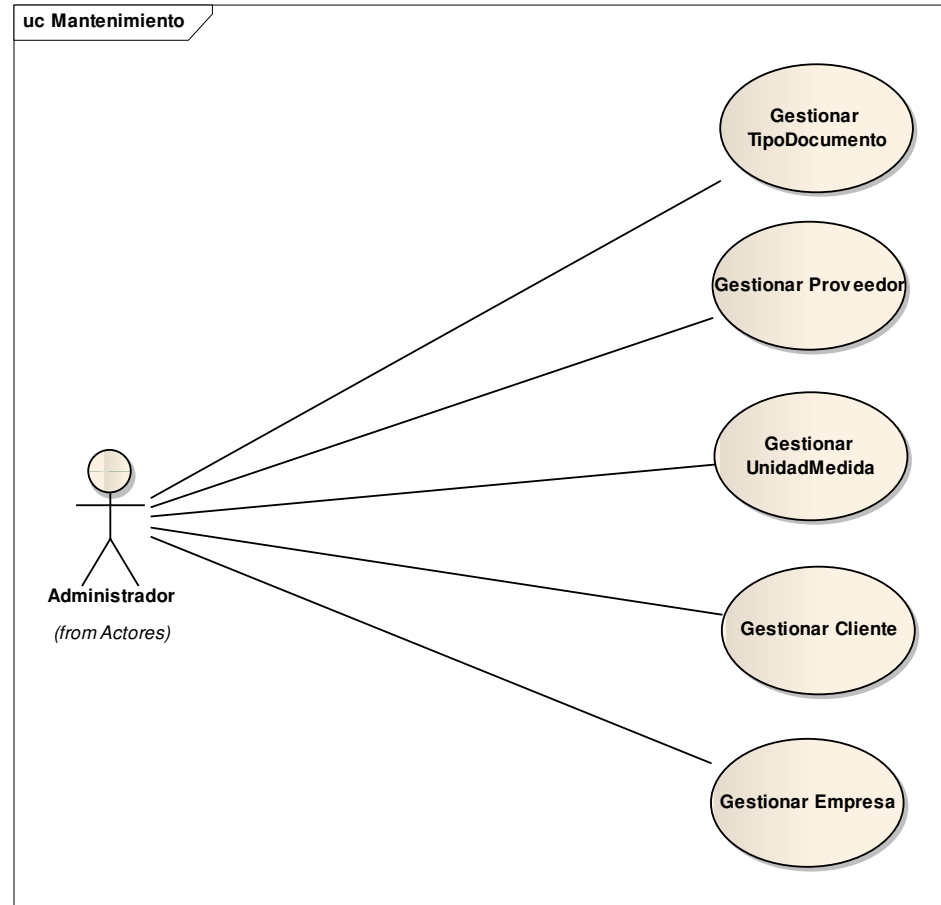 uc Mantenimiento
Gestionar
TipoDocumento
Gestionar Proveedor
Gestionar
UnidadMedida
Administrador
(from Actores)
Gestionar Cliente
Gestionar Empresa